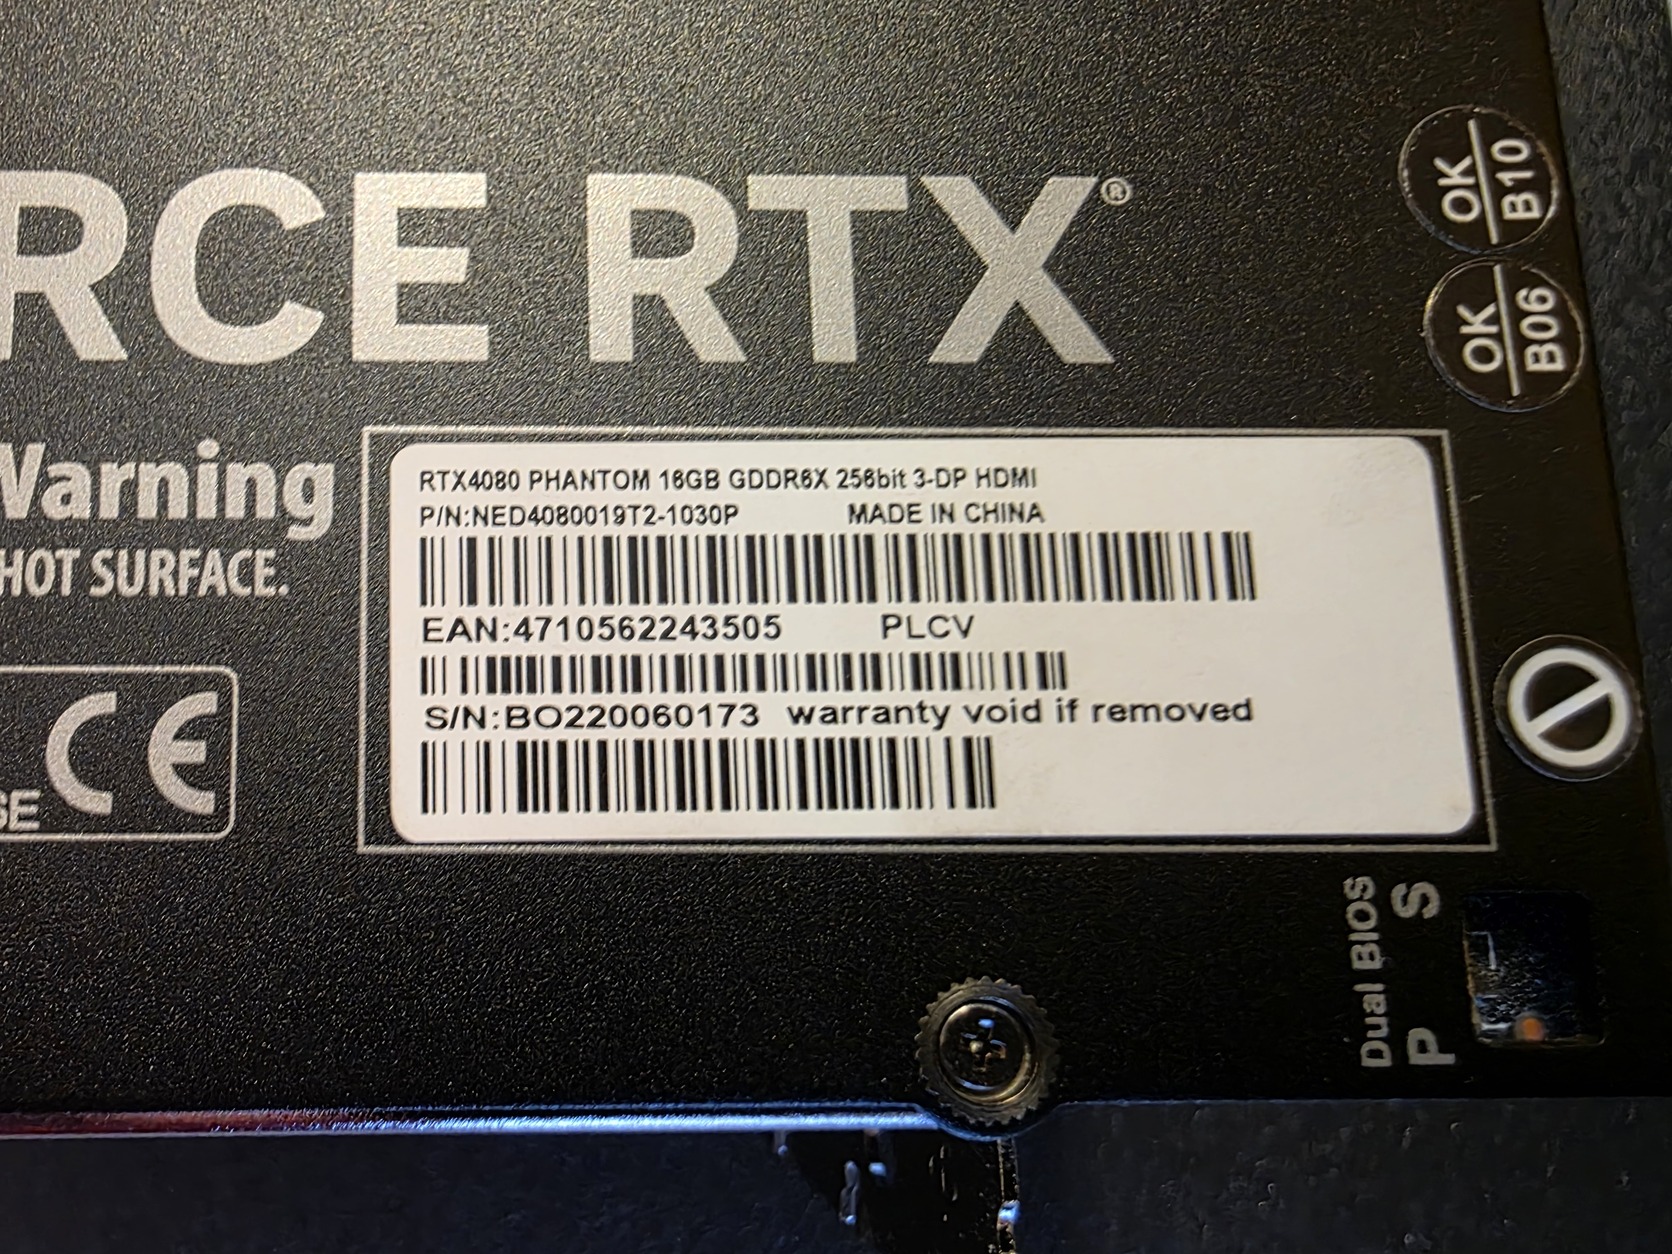 RCE RTX®
OK
B10
OK
B06
Warning
HOT SURFACE.
RTX4080 PHANTOM 16GB GDDR6X 256bit 3-DP HDMI
P/N:NED4080019T2-1030P MADE IN CHINA
EAN:4710562243505 PLCV
S/N:BO220060173 warranty void if removed
SE CE
Dual BIOS
P S